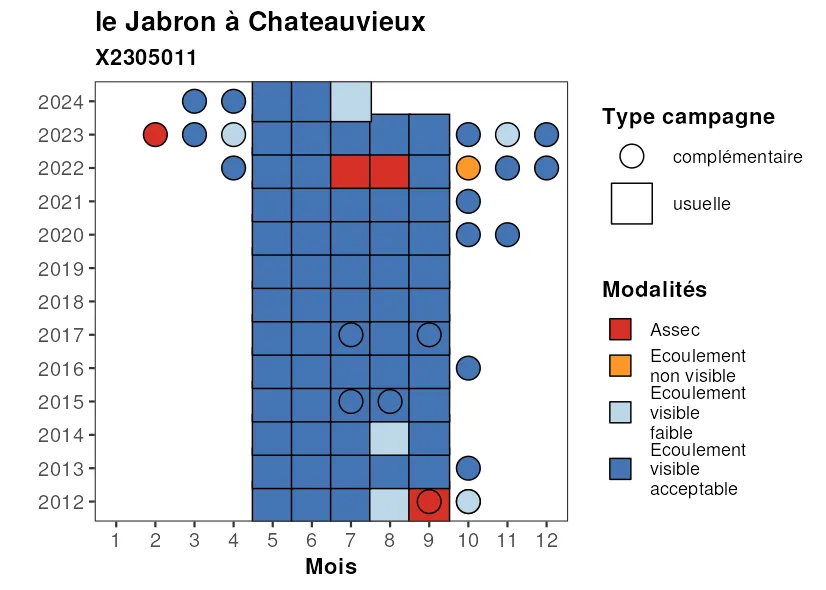 le Jabron à Chateauvieux
X2305011
2024
2023
2022
2021
2020
2019
2018
2017
2016
2015
2014
2013
2012
1 2 3 4 5 6 7 8 9 10 11 12
Mois
Type campagne
complémentaire
usuelle
Modalités
Assec
Ecoulement
non visible
Ecoulement
visible
faible
Ecoulement
visible
acceptable